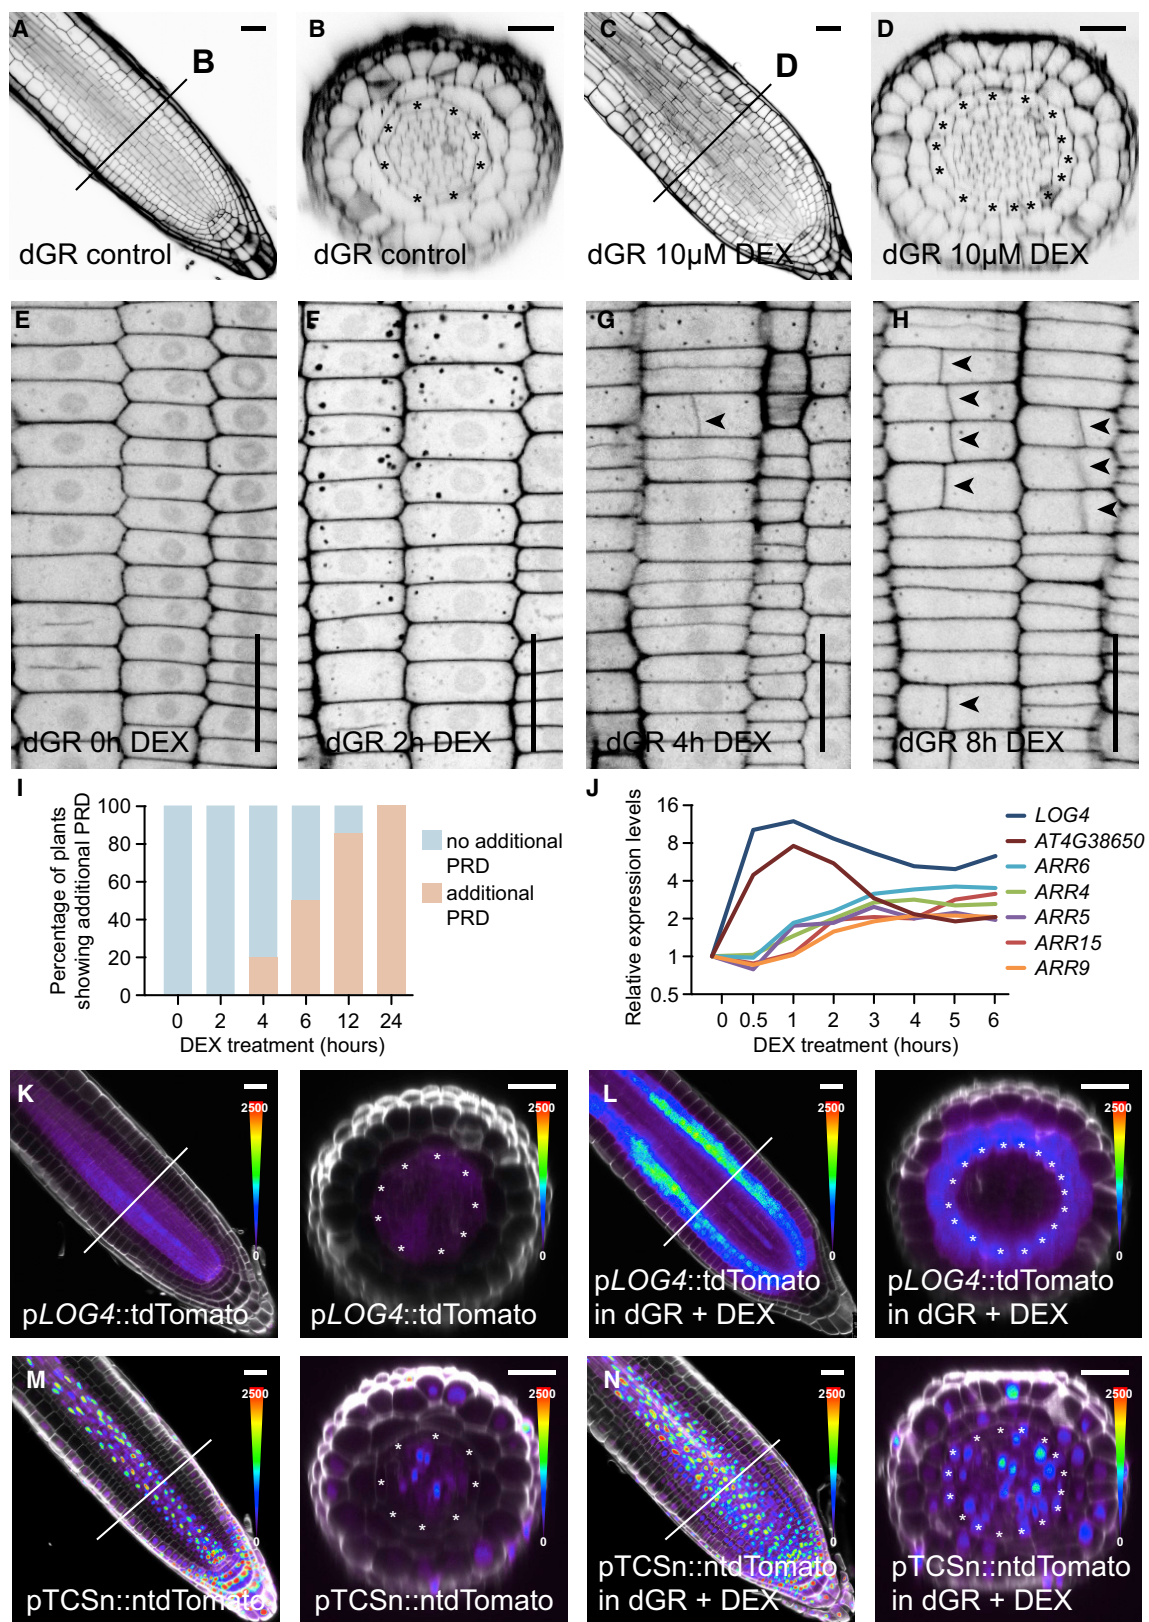 A
B
dGR control
B
dGR control
C
D
dGR 10µM DEX
D
dGR 10µM DEX
E
dGR 0h DEX
F
dGR 2h DEX
G
dGR 4h DEX
H
dGR 8h DEX
I
Percentage of plants
showing additional PRD
100
80
60
40
20
0
0 2 4 6 12 24
DEX treatment (hours)
no additional
PRD
additional
PRD
J
Relative expression levels
16
8
4
2
1
0.5
0 0.5 1 2 3 4 5 6
DEX treatment (hours)
LOG4
AT4G38650
ARR6
ARR4
ARR5
ARR15
ARR9
K
2500
0
pLOG4::tdTomato
2500
0
pLOG4::tdTomato
L
2500
0
pLOG4::tdTomato
in dGR + DEX
2500
0
pLOG4::tdTomato
in dGR + DEX
M
2500
0
pTCSn::ntdTomato
2500
0
pTCSn::ntdTomato
N
2500
0
pTCSn::ntdTomato
in dGR + DEX
2500
0
pTCSn::ntdTomato
in dGR + DEX